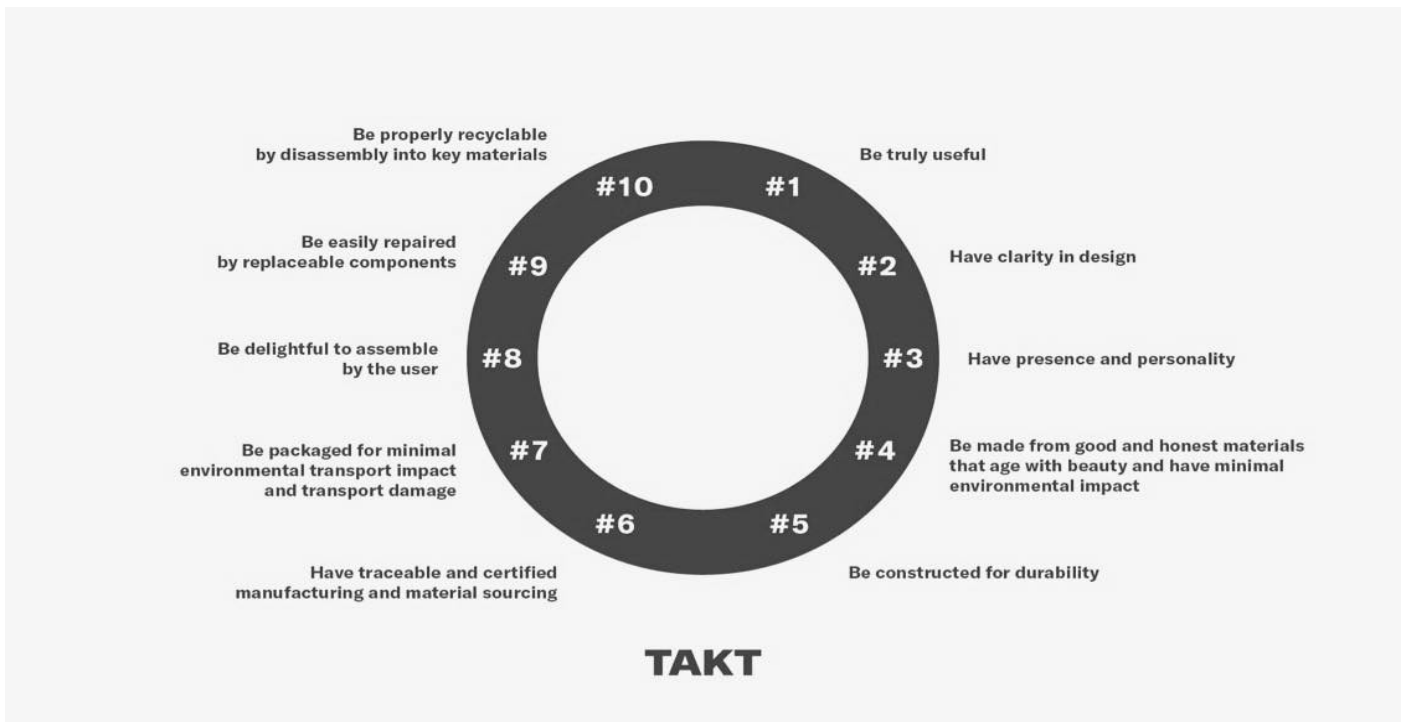 #1
Be truly useful
#2
Have clarity in design
#3
Have presence and personality
#4
Be made from good and honest materials
that age with beauty and have minimal
environmental impact
#5
Be constructed for durability
#6
Have traceable and certified
manufacturing and material sourcing
#7
Be packaged for minimal
environmental transport impact
and transport damage
#8
Be delightful to assemble
by the user
#9
Be easily repaired
by replaceable components
#10
Be properly recyclable
by disassembly into key materials
TAKT